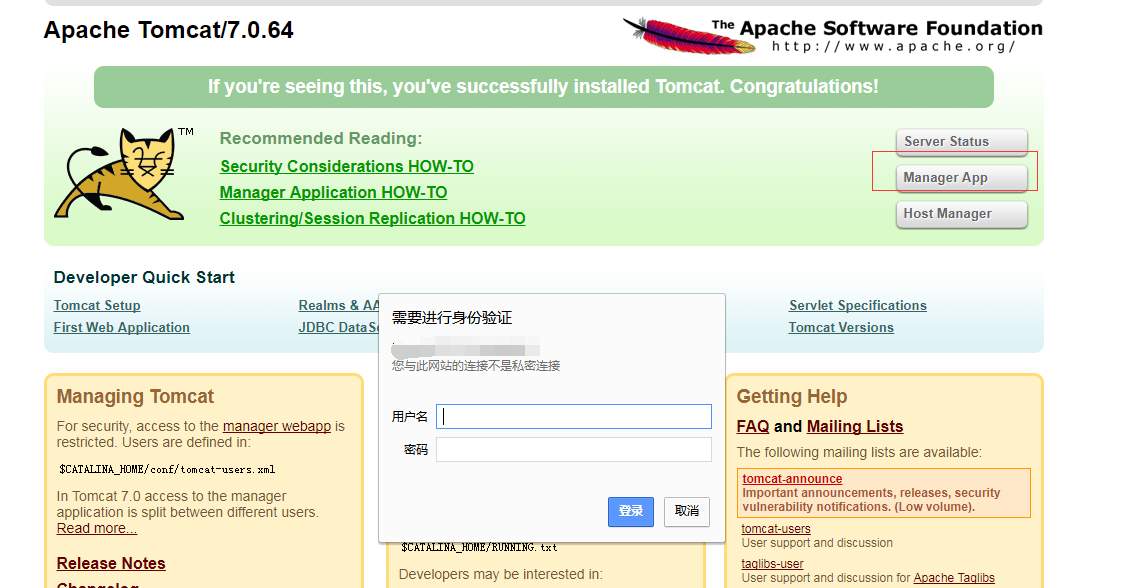 Apache Tomcat/7.0.64
The Apache Software Foundation
http://www.apache.org/
If you're seeing this, you've successfully installed Tomcat. Congratulations!
TM
Recommended Reading:
Security Considerations HOW-TO
Manager Application HOW-TO
Clustering/Session Replication HOW-TO
Server Status
Manager App
Host Manager
Developer Quick Start
Tomcat Setup
First Web Application
Realms & AA
JDBC DataS
Servlet Specifications
Tomcat Versions
需要进行身份验证
您与此网站的连接不是私密连接
用户名
密码
登录
取消
Managing Tomcat
For security, access to the manager webapp is
restricted. Users are defined in:
$CATALINA_HOME/conf/tomcat-users.xml
In Tomcat 7.0 access to the manager
application is split between different users.
Read more...
Release Notes
Changelog
$CATALINA_HOME/RUNNING.txt
Developers may be interested in:
Getting Help
FAQ and Mailing Lists
The following mailing lists are available:
tomcat-announce
Important announcements, releases, security
vulnerability notifications. (Low volume).
tomcat-users
User support and discussion
taglibs-user
User support and discussion for Apache Taglibs